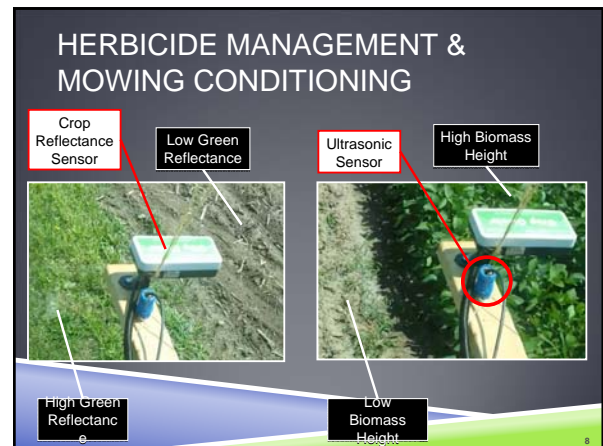 HERBICIDE MANAGEMENT &
MOWING CONDITIONING
Crop
Reflectance
Sensor
Low Green
Reflectance
Ultrasonic
Sensor
High Biomass
Height
High Green
Reflectanc
e
Low
Biomass
Height
8